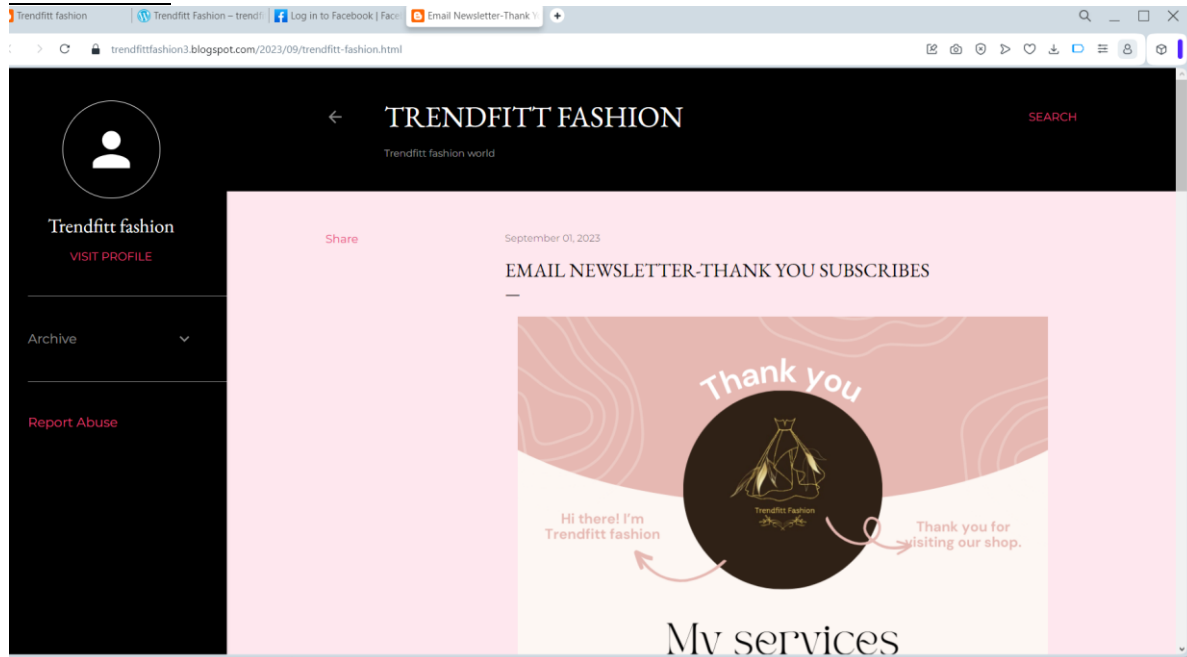 Trendfitt fashion
Trendfitt Fashion – trendfi
Log in to Facebook | Face
Email Newsletter-Thank Y
trendfittfashion3.blogspot.com/2023/09/trendfitt-fashion.html
TRENDFITT FASHION
SEARCH
Trendfitt fashion world
Trendfitt fashion
VISIT PROFILE
Archive
Report Abuse
Share
September 01, 2023
EMAIL NEWSLETTER-THANK YOU SUBSCRIBES
Thank you
Trendfitt Fashion
Hi there! I'm
Trendfitt fashion
Thank you for
visiting our shop.
My services